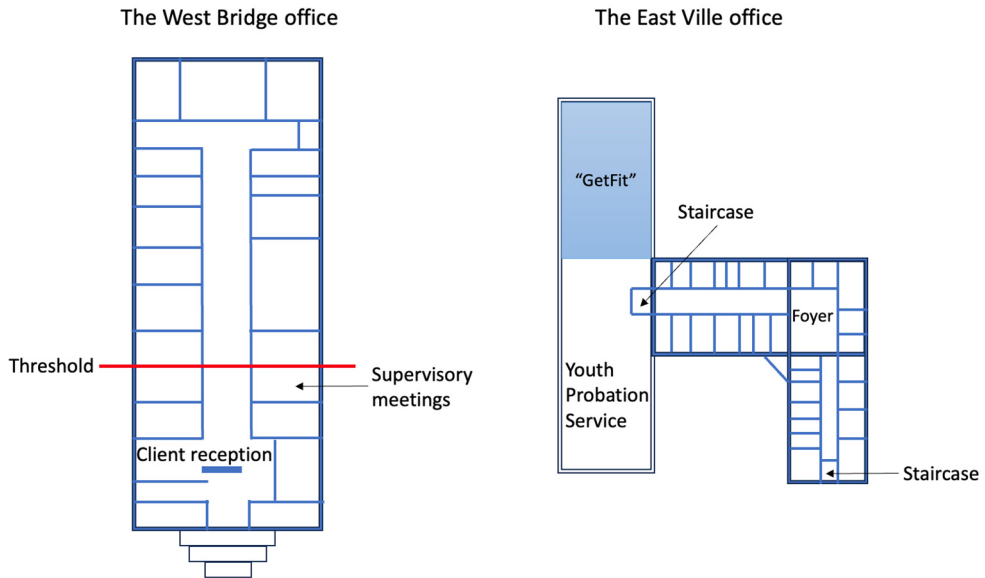 The West Bridge office
The East Ville office
“GetFit”
Staircase
Foyer
Threshold
Supervisory
meetings
Youth
Probation
Service
Client reception
Staircase